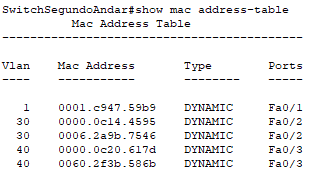 SwitchSegundoAndar#show mac address-table
Mac Address Table
-------------------------------------------
Vlan Mac Address Type Ports
---- ----------- -------- -----
1 0001.c947.59b9 DYNAMIC Fa0/1
30 0000.0c14.4595 DYNAMIC Fa0/2
30 0006.2a9b.7546 DYNAMIC Fa0/2
40 0000.0c20.617d DYNAMIC Fa0/3
40 0060.2f3b.586b DYNAMIC Fa0/3